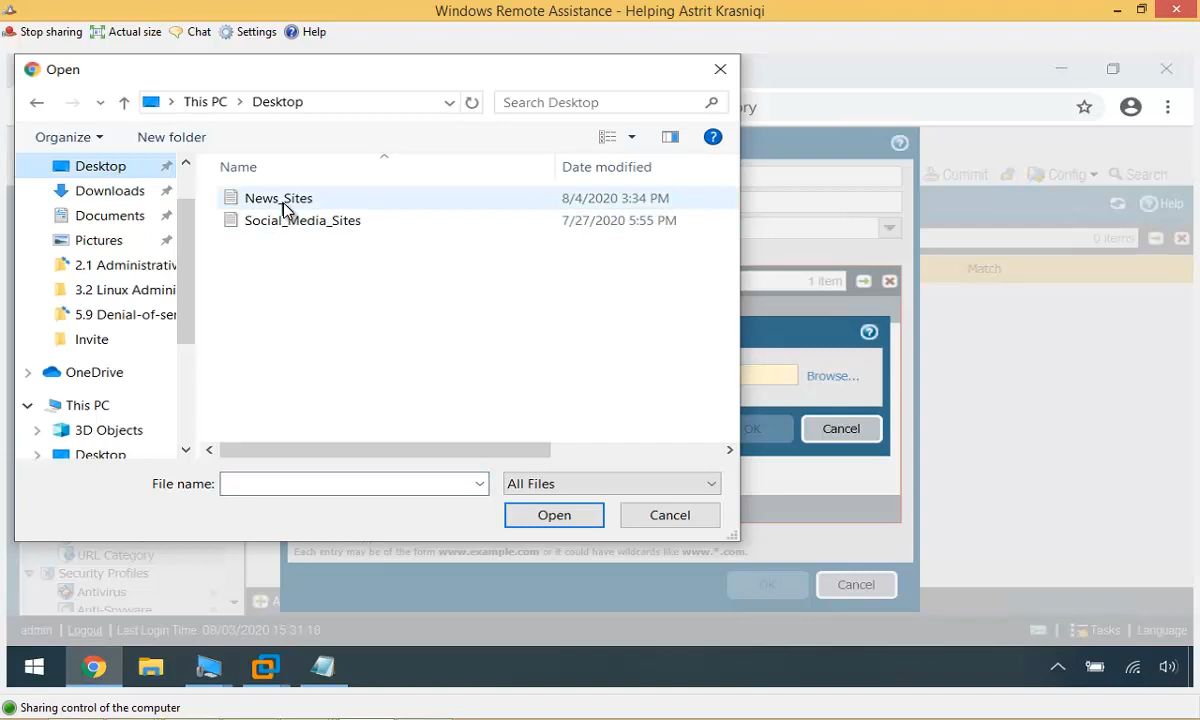 Windows Remote Assistance - Helping Astrit Krasniqi
Stop sharing Actual size Chat Settings Help
Open
This PC > Desktop
Search Desktop
Organize New folder
Name Date modified
News_Sites 8/4/2020 3:34 PM
Social_Media_Sites 7/27/2020 5:55 PM
Desktop
Downloads
Documents
Pictures
2.1 Administrativ
3.2 Linux Admini
5.9 Denial-of-ser
Invite
OneDrive
This PC
3D Objects
Desktop
File name:
All Files
Open Cancel
ory
Commit Config Search
Help
0 items
Match
1 item
Browse...
OK Cancel
Each entry may be of the form www.example.com or it could have wildcards like www.*.com.
OK Cancel
URL Category
Security Profiles
Antivirus
Anti-Spyware
A
admin | Logout | Last Login Time: 08/03/2020 15:31:18
Tasks | Language
Sharing control of the computer